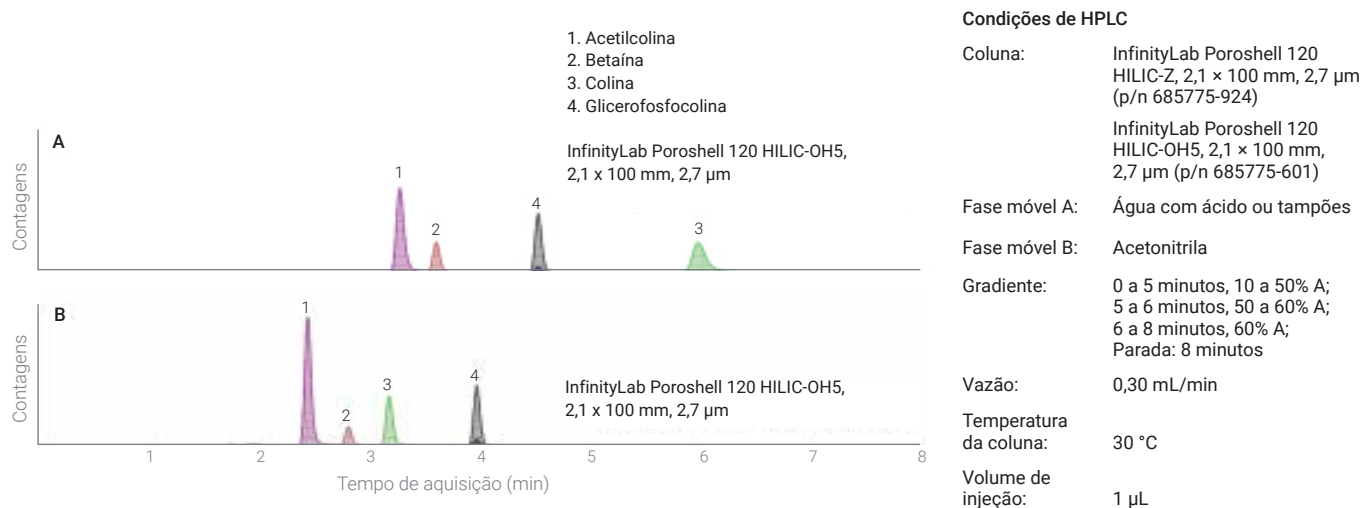 1. Acetilcolina
2. Betaína
3. Colina
4. Glicerofosfocolina
A
InfinityLab Poroshell 120 HILIC-OH5,
2,1 x 100 mm, 2,7 µm
Contagens
1
2
4
3
B
InfinityLab Poroshell 120 HILIC-OH5,
2,1 x 100 mm, 2,7 µm
Contagens
1
2
3
4
1 2 3 4 5 6 7 8
Tempo de aquisição (min)
Condições de HPLC
Coluna: InfinityLab Poroshell 120
HILIC-Z, 2,1 × 100 mm, 2,7 µm
(p/n 685775-924)
InfinityLab Poroshell 120
HILIC-OH5, 2,1 × 100 mm,
2,7 µm (p/n 685775-601)
Fase móvel A: Água com ácido ou tampões
Fase móvel B: Acetonitrila
Gradiente: 0 a 5 minutos, 10 a 50% A;
5 a 6 minutos, 50 a 60% A;
6 a 8 minutos, 60% A;
Parada: 8 minutos
Vazão: 0,30 mL/min
Temperatura
da coluna: 30 °C
Volume de
injeção: 1 µL